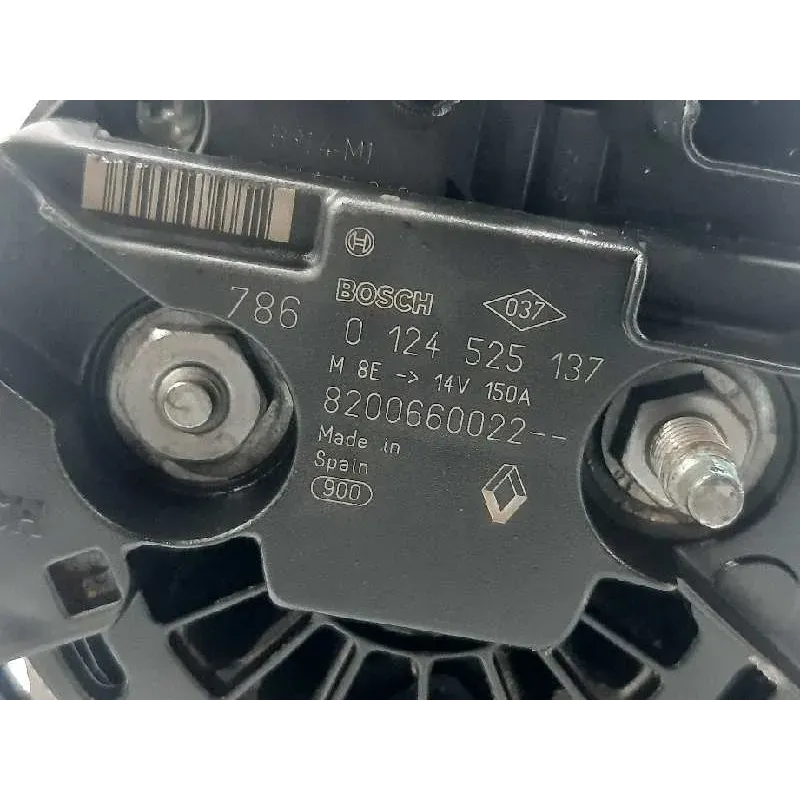 BOSCH
037
786
0 124 525 137
M 8E -> 14V 150A
8200660022--
Made in
Spain
900